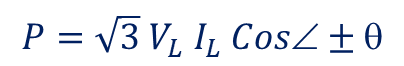 P = √3 V_L I_L Cos∠ ± θ